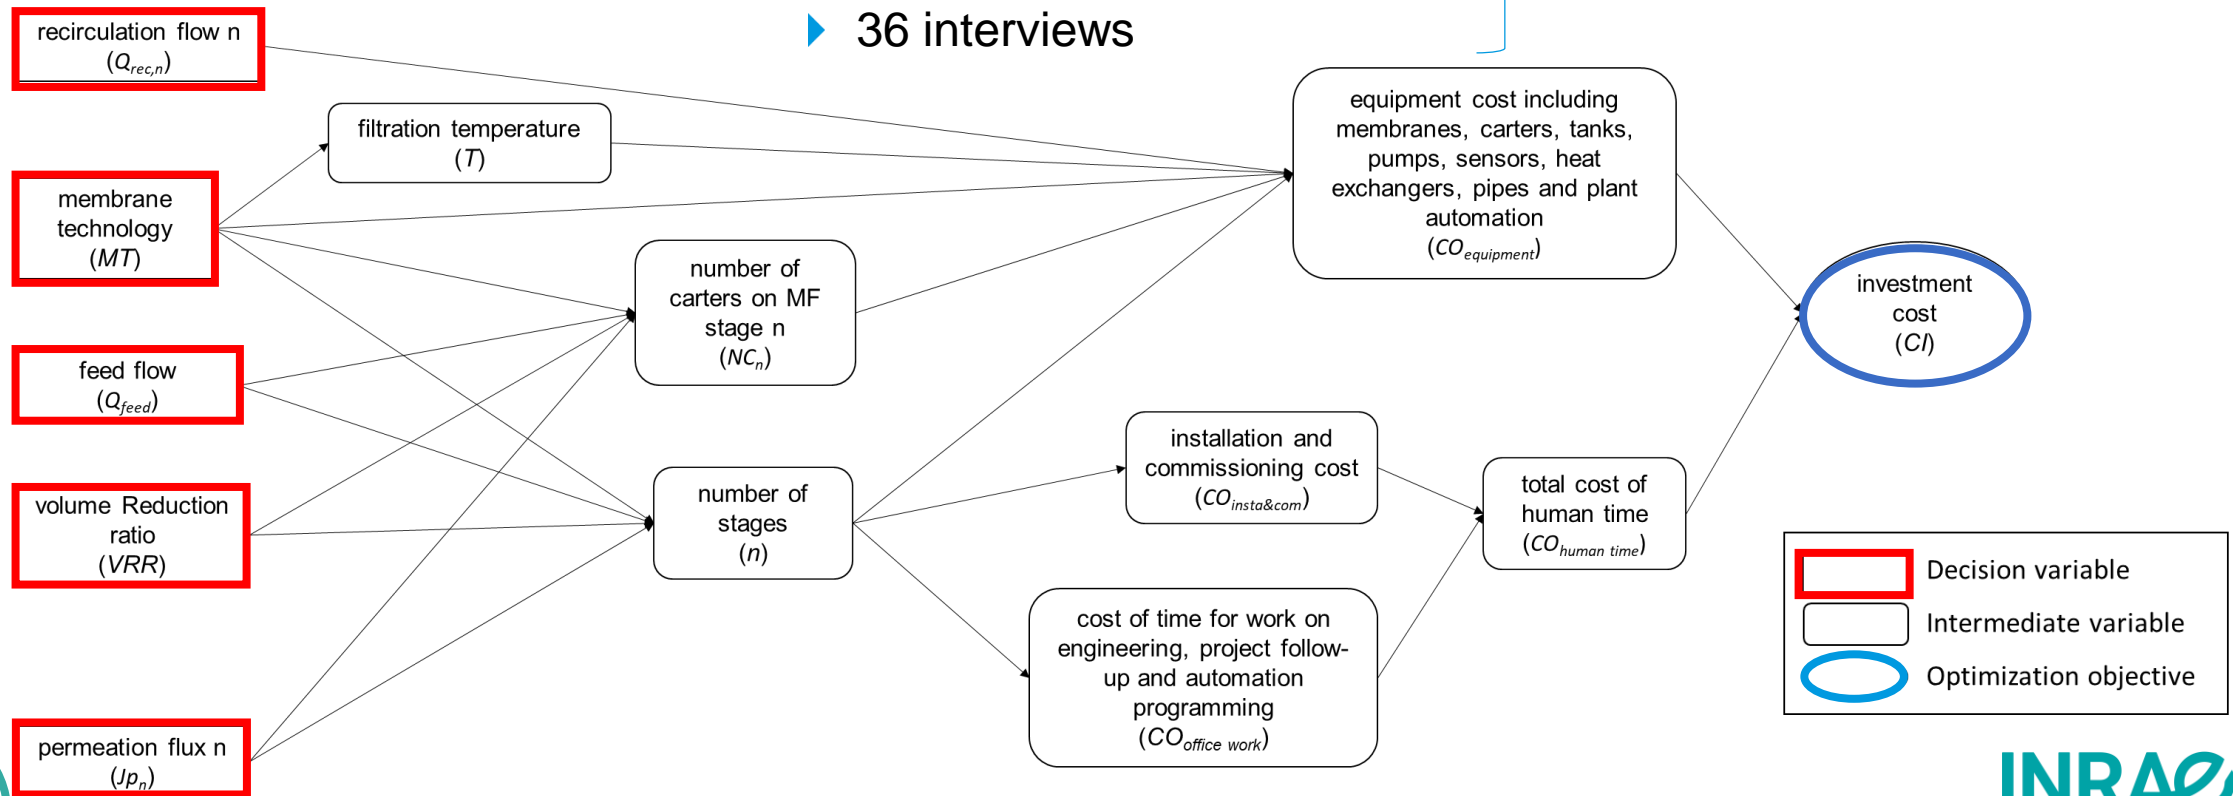 36 interviews
recirculation flow n
(Qrec,n)
filtration temperature
(T)
membrane
technology
(MT)
feed flow
(Qfeed)
volume Reduction
ratio
(VRR)
permeation flux n
(Jpn)
number of
carters on MF
stage n
(NCn)
number of
stages
(n)
equipment cost including
membranes, carters, tanks,
pumps, sensors, heat
exchangers, pipes and plant
automation
(COequipment)
installation and
commissioning cost
(COinsta&com)
cost of time for work on
engineering, project follow-
up and automation
programming
(COoffice work)
total cost of
human time
(COhuman time)
investment
cost
(CI)
Decision variable
Intermediate variable
Optimization objective
INRAe